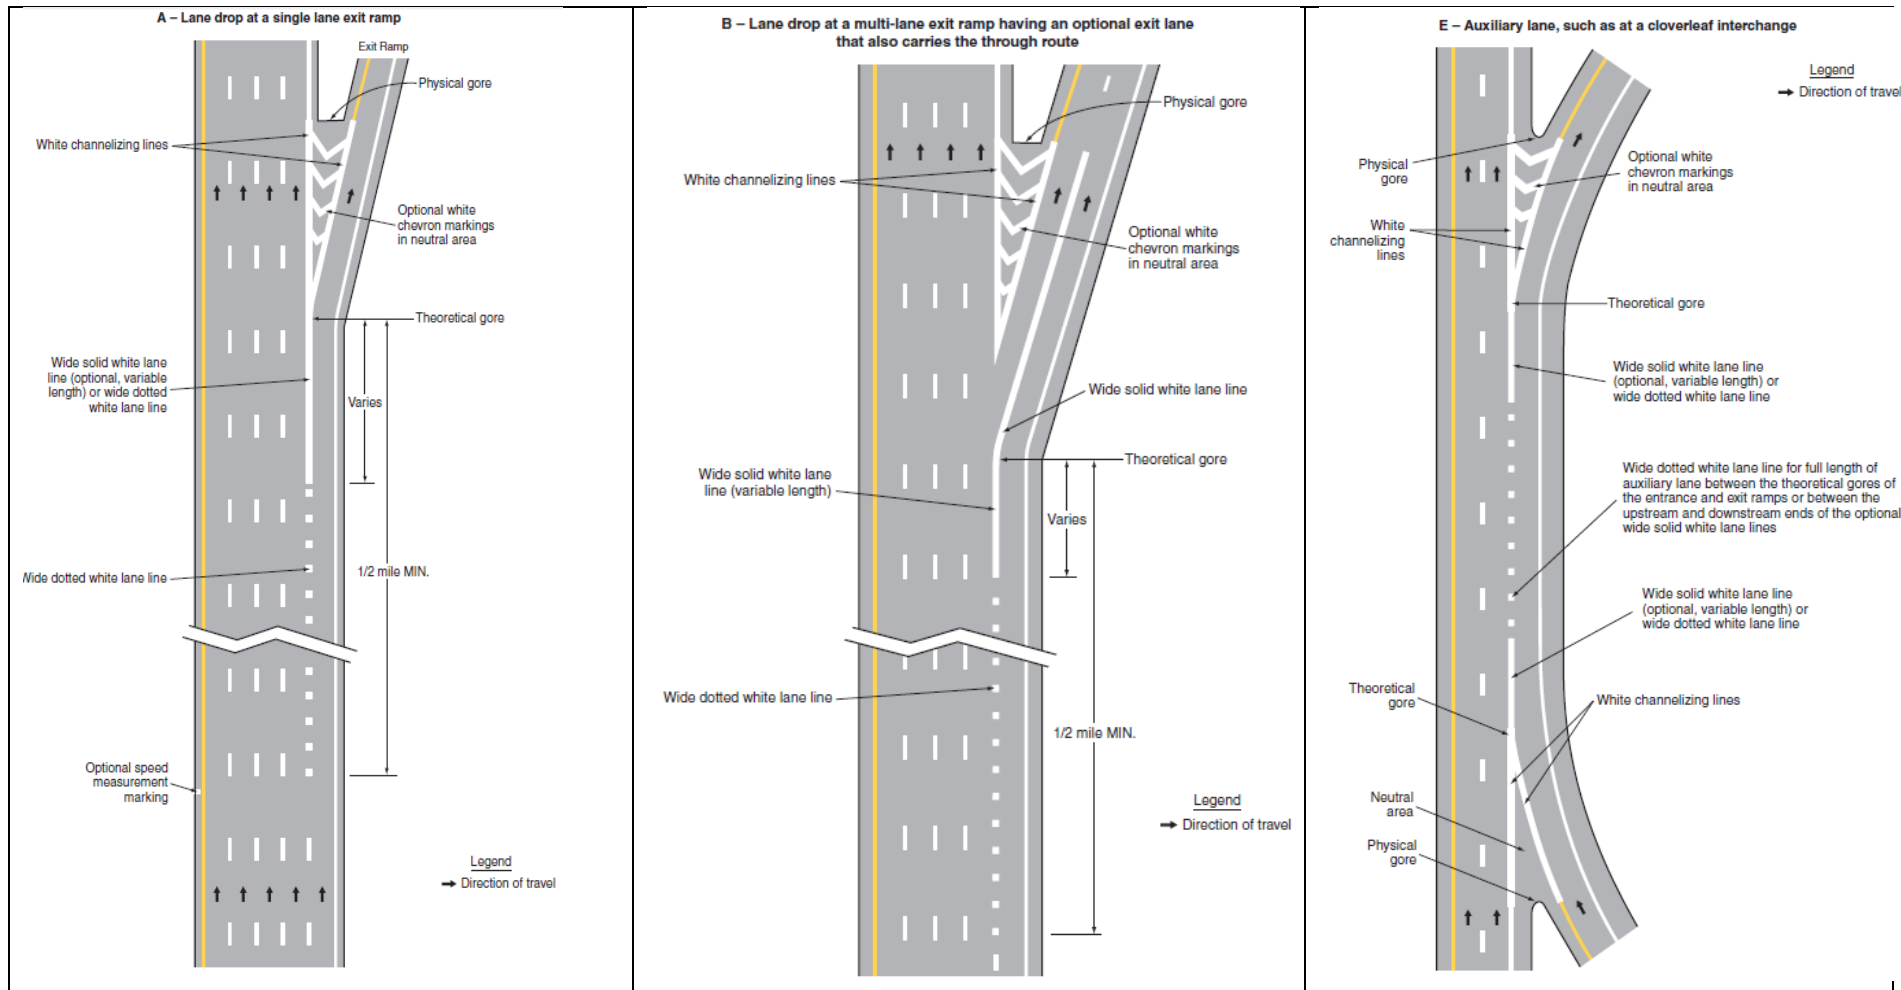 A – Lane drop at a single lane exit ramp
Exit Ramp
Physical gore
White channelizing lines
Optional white
chevron markings
in neutral area
Theoretical gore
Wide solid white lane
line (optional, variable
length) or wide dotted
white lane line
Varies
Wide dotted white lane line
1/2 mile MIN.
Optional speed
measurement
marking
Legend
Direction of travel
B – Lane drop at a multi-lane exit ramp having an optional exit lane
that also carries the through route
Physical gore
White channelizing lines
Optional white
chevron markings
in neutral area
Wide solid white lane line
Theoretical gore
Wide solid white lane
line (variable length)
Varies
Wide dotted white lane line
1/2 mile MIN.
Legend
Direction of travel
E – Auxiliary lane, such as at a cloverleaf interchange
Legend
Direction of travel
Physical
gore
Optional white
chevron markings
in neutral area
White
channelizing
lines
Theoretical gore
Wide solid white lane line
(optional, variable length) or
wide dotted white lane line
Wide dotted white lane line for full length of
auxiliary lane between the theoretical gores of
the entrance and exit ramps or between the
upstream and downstream ends of the optional
wide solid white lane lines
Wide solid white lane line
(optional, variable length) or
wide dotted white lane line
Theoretical
gore
White channelizing lines
Neutral
area
Physical
gore